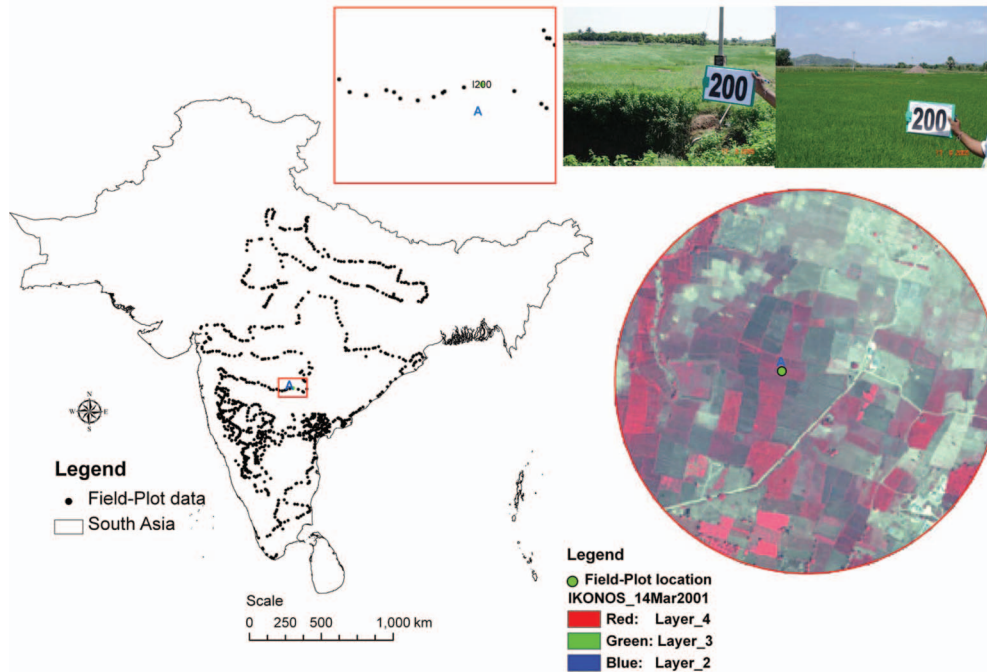 I200
A
200
200
A
N
W E
S
Legend
Field-Plot data
South Asia
Scale
0 250 500 1,000 km
Legend
Field-Plot location
IKONOS_14Mar2001
Red: Layer_4
Green: Layer_3
Blue: Layer_2